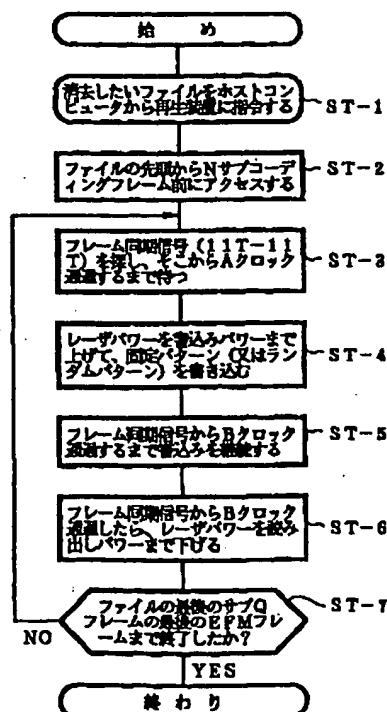 始め
消去したいファイルをホストコン
ピュータから再生装置に指令する
ST-1
ファイルの先頭からNサブコーデ
ィングフレーム前にアクセスする
ST-2
フレーム同期信号(11T-11
T)を探し、そこからAクロック
通過するまで待つ
ST-3
レーザパワーを書込みパワーまで
上げて、固定パターン(又はラン
ダムパターン)を書き込む
ST-4
フレーム同期信号からBクロック
通過するまで書込みを継続する
ST-5
フレーム同期信号からBクロック
通過したら、レーザパワーを読み
出しパワーまで下げる
ST-6
ファイルの最後のサブQ
フレームの最後のEFMフレ
ームまで終了したか?
ST-7
NO
YES
終わり